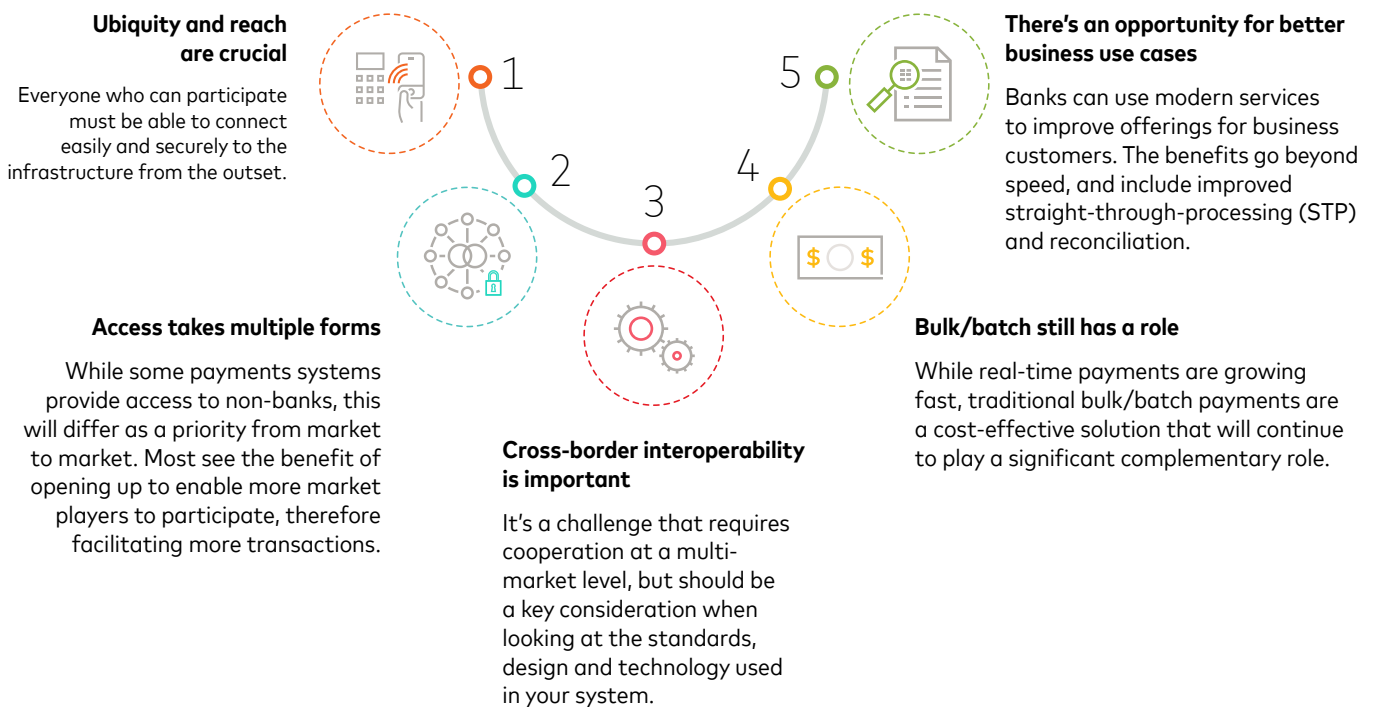 Ubiquity and reach
are crucial
Everyone who can participate
must be able to connect
easily and securely to the
infrastructure from the outset.
1
Access takes multiple forms
While some payments systems
provide access to non-banks, this
will differ as a priority from market
to market. Most see the benefit of
opening up to enable more market
players to participate, therefore
facilitating more transactions.
2
3
Cross-border interoperability
is important
It's a challenge that requires
cooperation at a multi-
market level, but should be
a key consideration when
looking at the standards,
design and technology used
in your system.
4
$ $
Bulk/batch still has a role
While real-time payments are growing
fast, traditional bulk/batch payments are
a cost-effective solution that will continue
to play a significant complementary role.
5
There's an opportunity for better
business use cases
Banks can use modern services
to improve offerings for business
customers. The benefits go beyond
speed, and include improved
straight-through-processing (STP)
and reconciliation.